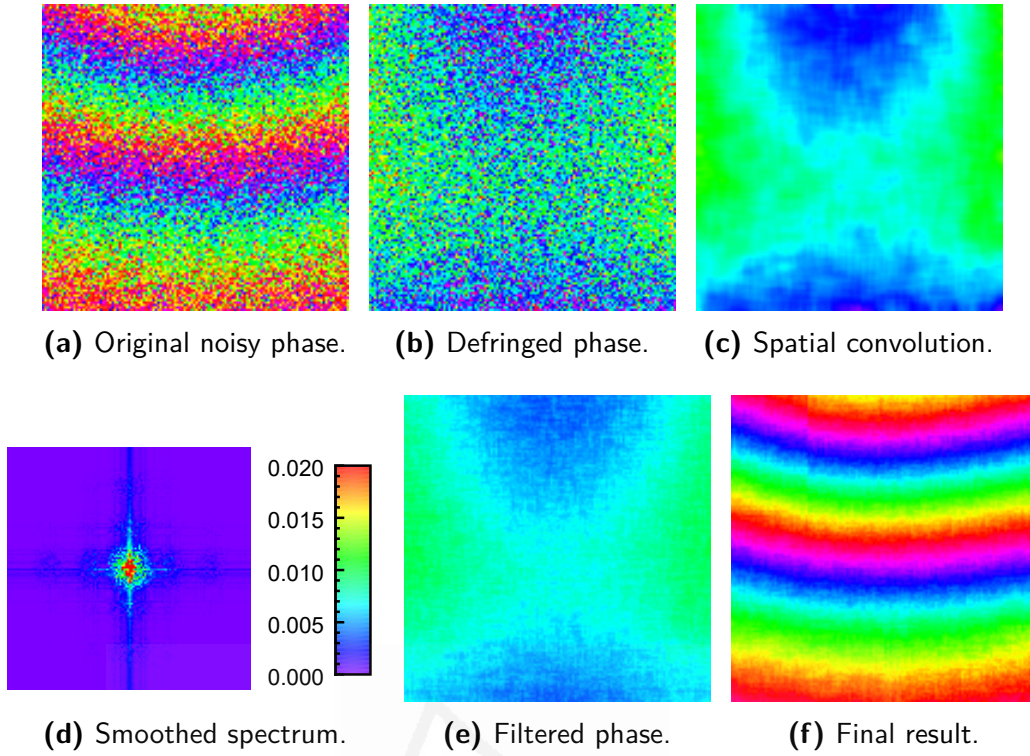 (a) Original noisy phase.
(b) Defringed phase.
(c) Spatial convolution.
0.020
0.015
0.010
0.005
0.000
(d) Smoothed spectrum.
(e) Filtered phase.
(f) Final result.